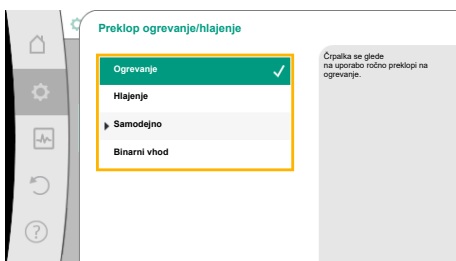 Preklop ogrevanje/hlajenje
Ogrevanje
Hlajenje
Samodejno
Binarni vhod
Črpalka se glede
na uporabo ročno preklopi na
ogrevanje.